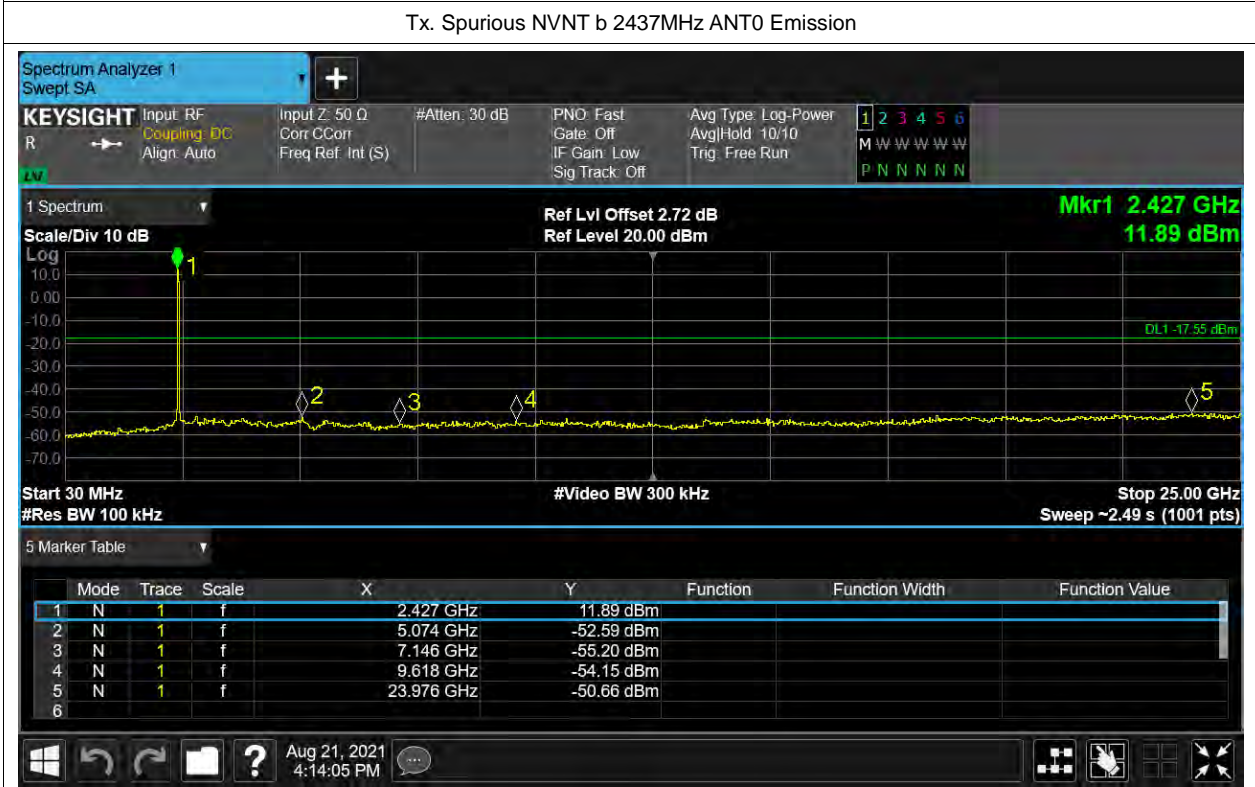 Tx. Spurious NVNT b 2437MHz ANT0 Emission
Spectrum Analyzer 1
Swept SA
+
KEYSIGHT
R
Input: RF
Coupling: DC
Align: Auto
Input Z: 50 Ω
Corr CCorr
Freq Ref: Int (S)
#Atten: 30 dB
PNO: Fast
Gate: Off
IF Gain: Low
Sig Track: Off
Avg Type: Log-Power
Avg|Hold: 10/10
Trig: Free Run
1 2 3 4 5 6
M W W W W W
P N N N N N
1 Spectrum
Scale/Div 10 dB
Ref Lvl Offset 2.72 dB
Ref Level 20.00 dBm
Mkr1 2.427 GHz
11.89 dBm
Log
10.0
0.00
-10.0
-20.0
-30.0
-40.0
-50.0
-60.0
-70.0
1
2
3
4
5
DL1 -17.55 dBm
Start 30 MHz
#Video BW 300 kHz
Stop 25.00 GHz
#Res BW 100 kHz
Sweep ~2.49 s (1001 pts)
5 Marker Table
Mode Trace Scale X Y Function Function Width Function Value
1 N 1 f 2.427 GHz 11.89 dBm
2 N 1 f 5.074 GHz -52.59 dBm
3 N 1 f 7.146 GHz -55.20 dBm
4 N 1 f 9.618 GHz -54.15 dBm
5 N 1 f 23.976 GHz -50.66 dBm
6
?
Aug 21, 2021
4:14:05 PM